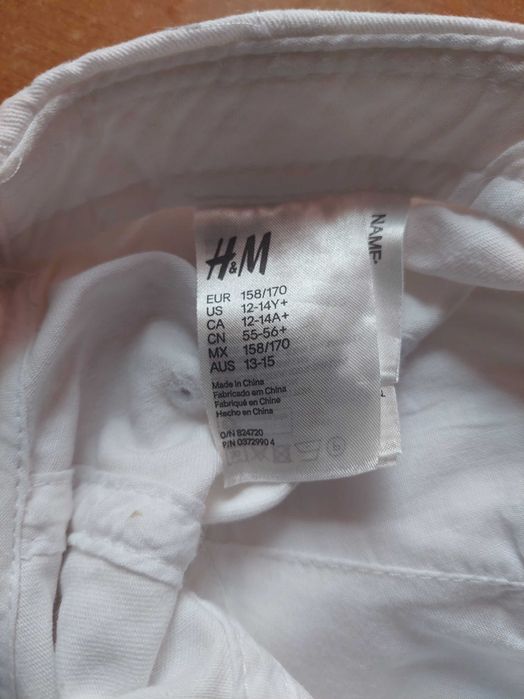 H&M
EUR 158/170
US 12-14Y+
CA 12-14A+
CN 55-56+
MX 158/170
AUS 13-15
Made in China
Fabricado em China
Fabriqué en Chine
Hecho en China
O/N 824720
P/N 0372990 4
NAME: